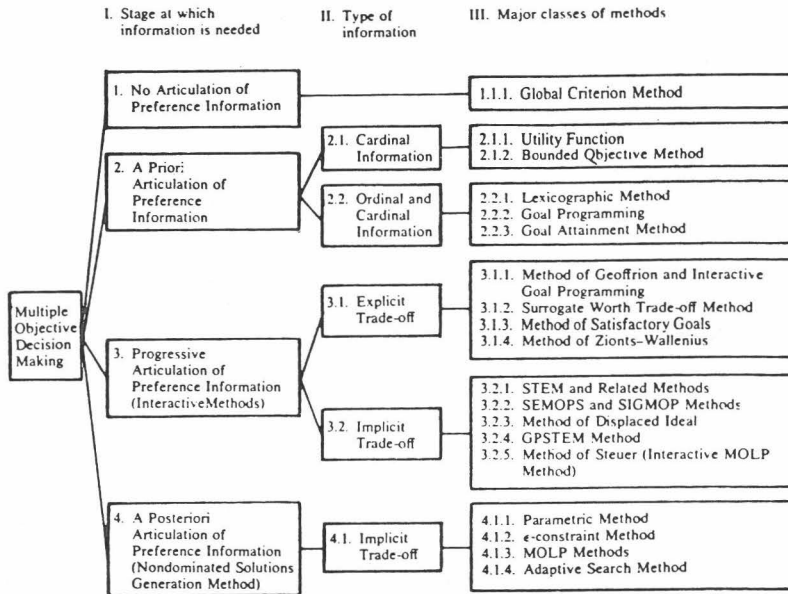 I. Stage at which
information is needed
II. Type of
information
III. Major classes of methods
Multiple
Objective
Decision
Making
1. No Articulation of
Preference Information
1.1.1. Global Criterion Method
2. A Priori
Articulation of
Preference
Information
2.1. Cardinal
Information
2.1.1. Utility Function
2.1.2. Bounded Objective Method
2.2. Ordinal and
Cardinal
Information
2.2.1. Lexicographic Method
2.2.2. Goal Programming
2.2.3. Goal Attainment Method
3. Progressive
Articulation of
Preference Information
(InteractiveMethods)
3.1. Explicit
Trade-off
3.1.1. Method of Geoffrion and Interactive
Goal Programming
3.1.2. Surrogate Worth Trade-off Method
3.1.3. Method of Satisfactory Goals
3.1.4. Method of Zionts-Wallenius
3.2. Implicit
Trade-off
3.2.1. STEM and Related Methods
3.2.2. SEMOPS and SIGMOP Methods
3.2.3. Method of Displaced Ideal
3.2.4. GPSTEM Method
3.2.5. Method of Steuer (Interactive MOLP
Method)
4. A Posteriori
Articulation of
Preference Information
(Nondominated Solutions
Generation Method)
4.1. Implicit
Trade-off
4.1.1. Parametric Method
4.1.2. ϵ-constraint Method
4.1.3. MOLP Methods
4.1.4. Adaptive Search Method